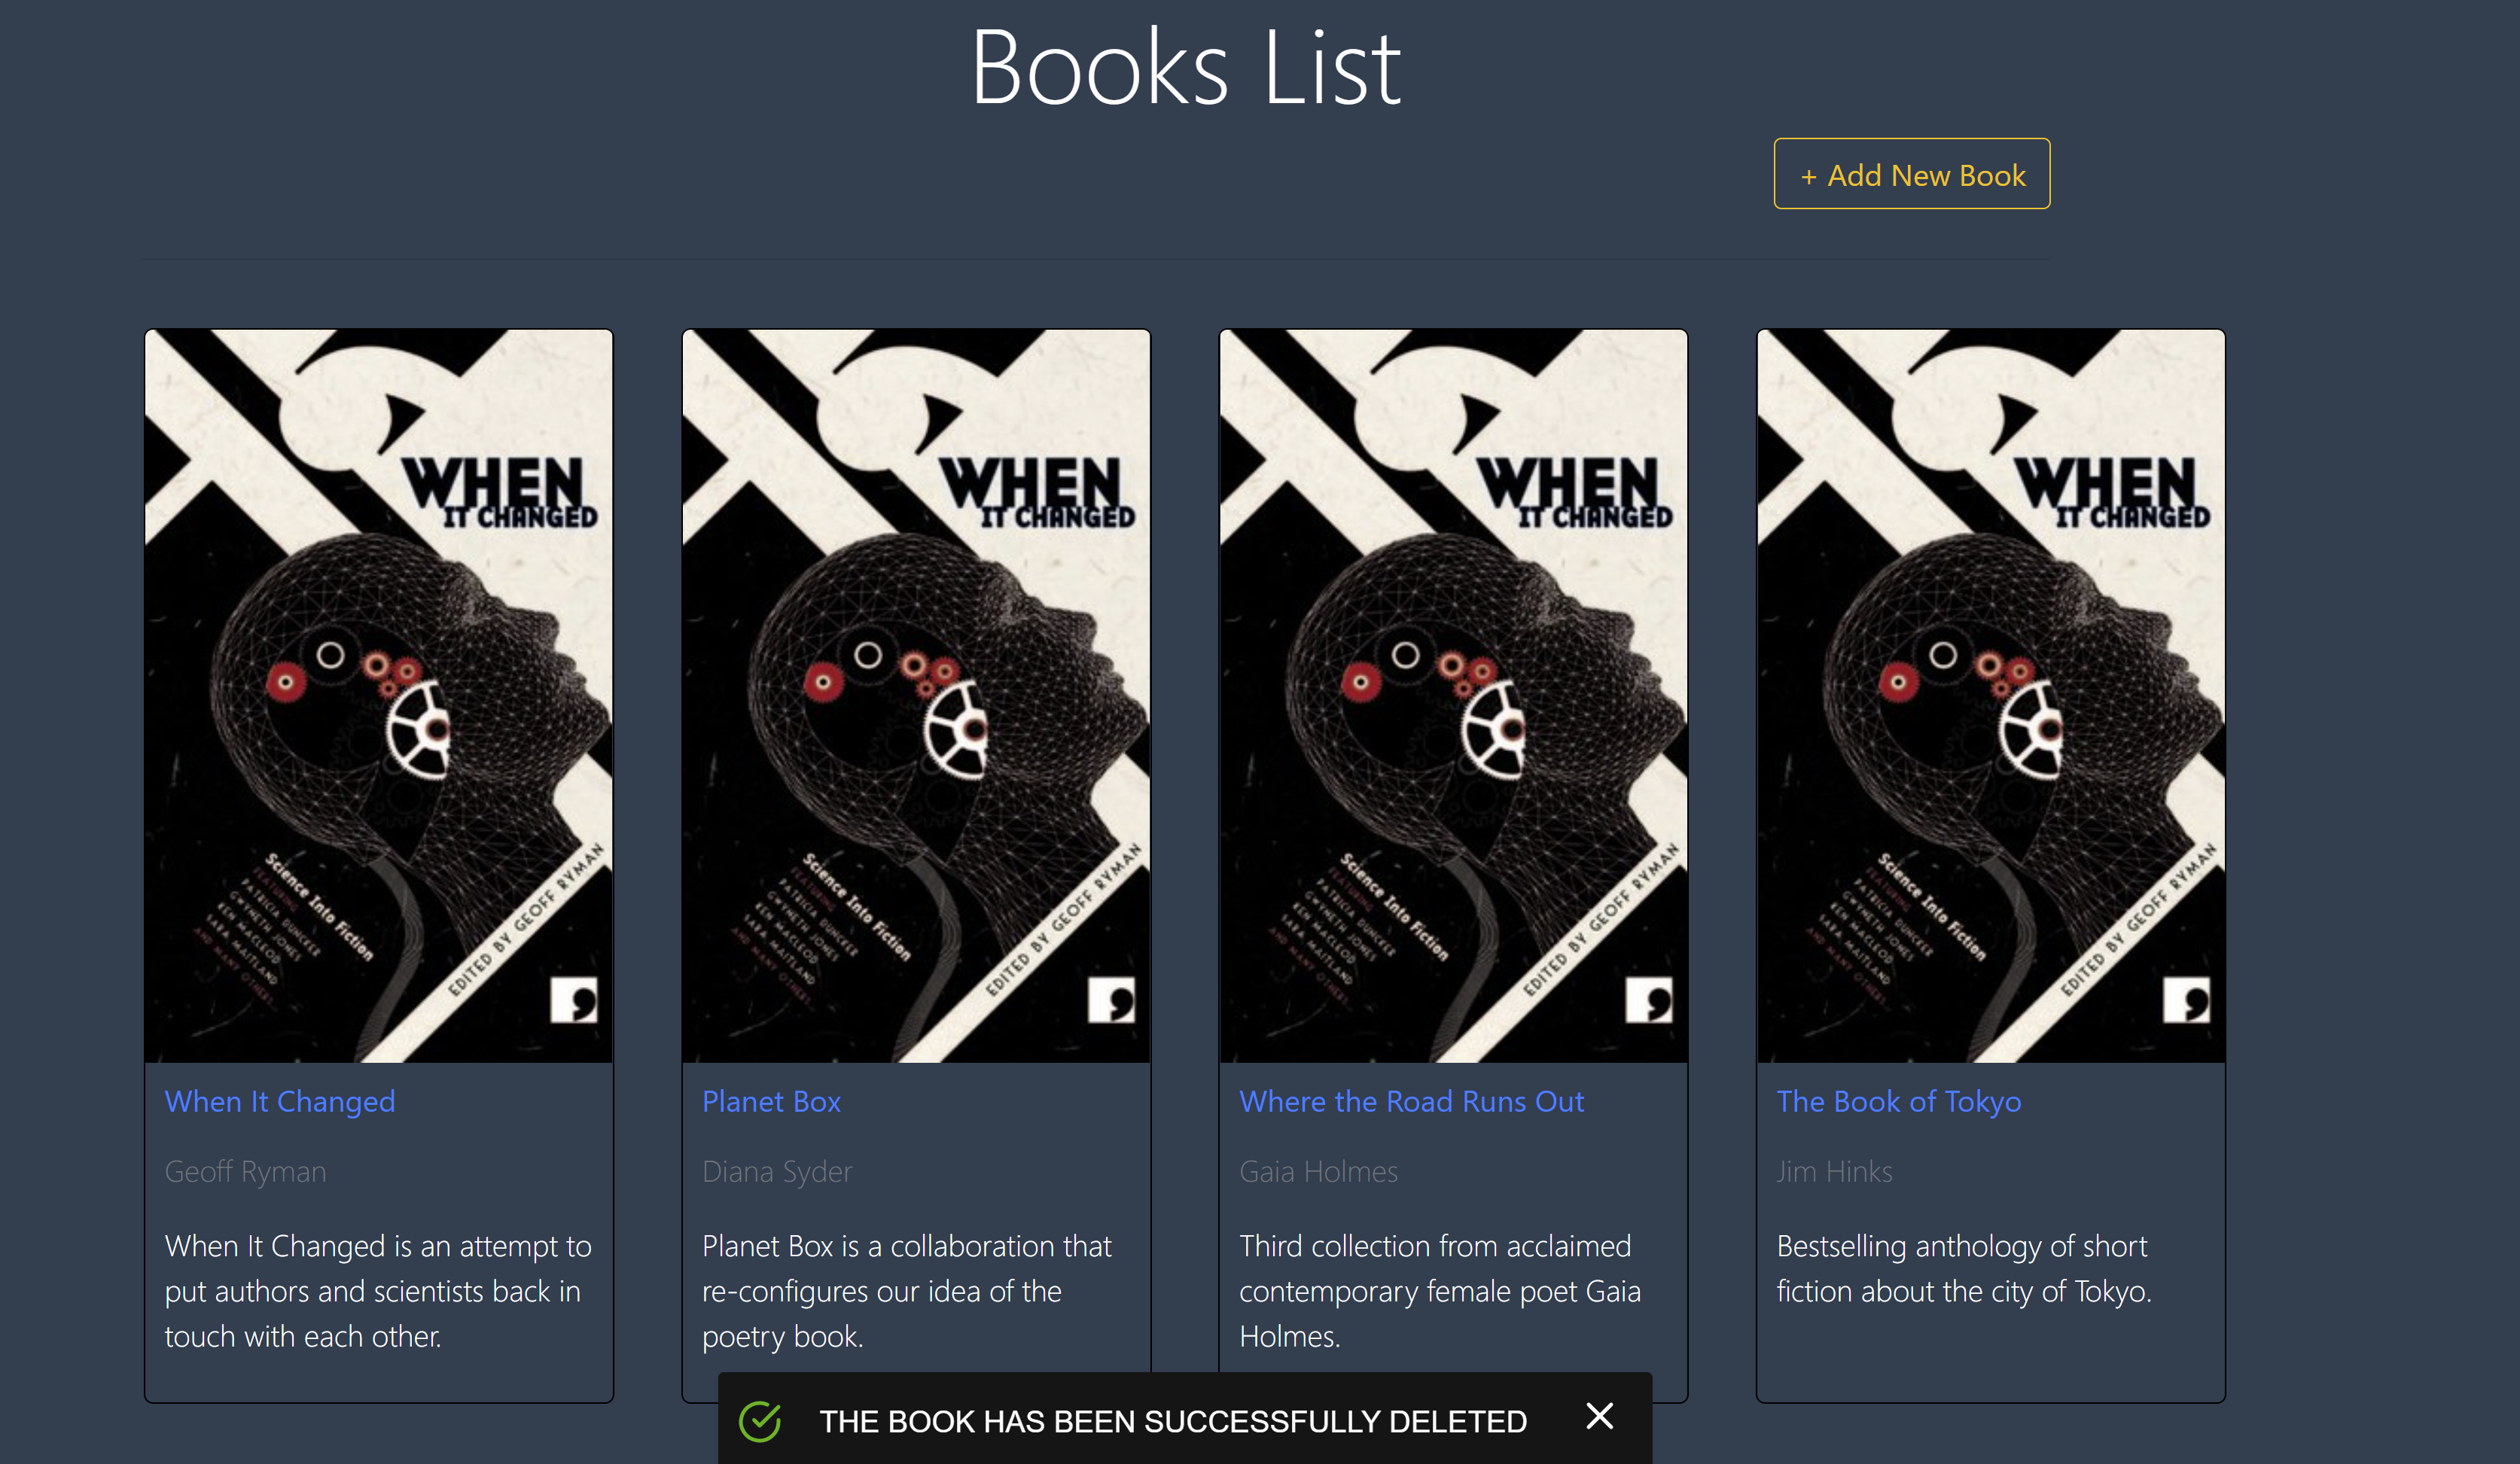 Books List
+ Add New Book
WHEN
IT CHANGED
Science Into Fiction
FEATURING
PATRICIA DUNCKER
GWYNETH JONES
KEN MACLEOD
SARA MAITLAND
AND MANY OTHERS...
EDITED BY GEOFF RYMAN
When It Changed
Geoff Ryman
When It Changed is an attempt to
put authors and scientists back in
touch with each other.
WHEN
IT CHANGED
Science Into Fiction
FEATURING
PATRICIA DUNCKER
GWYNETH JONES
KEN MACLEOD
SARA MAITLAND
AND MANY OTHERS...
EDITED BY GEOFF RYMAN
Planet Box
Diana Syder
Planet Box is a collaboration that
re-configures our idea of the
poetry book.
WHEN
IT CHANGED
Science Into Fiction
FEATURING
PATRICIA DUNCKER
GWYNETH JONES
KEN MACLEOD
SARA MAITLAND
AND MANY OTHERS...
EDITED BY GEOFF RYMAN
Where the Road Runs Out
Gaia Holmes
Third collection from acclaimed
contemporary female poet Gaia
Holmes.
WHEN
IT CHANGED
Science Into Fiction
FEATURING
PATRICIA DUNCKER
GWYNETH JONES
KEN MACLEOD
SARA MAITLAND
AND MANY OTHERS...
EDITED BY GEOFF RYMAN
The Book of Tokyo
Jim Hinks
Bestselling anthology of short
fiction about the city of Tokyo.
THE BOOK HAS BEEN SUCCESSFULLY DELETED